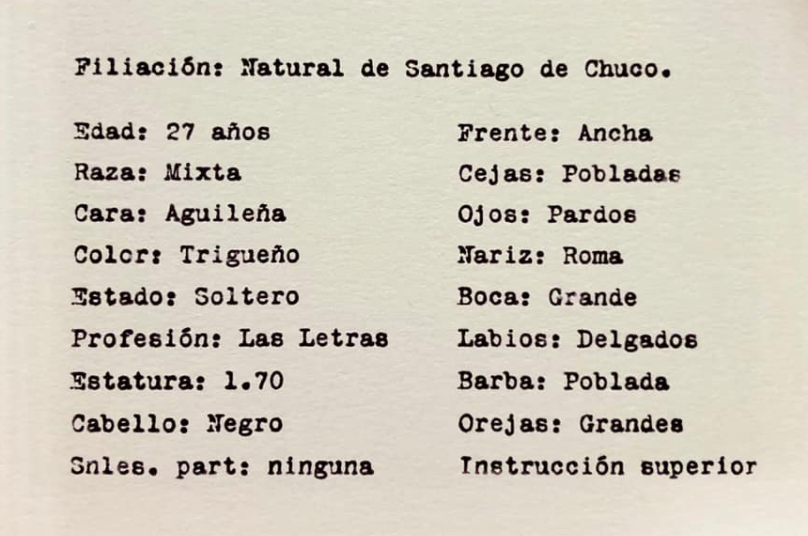 Filiación: Natural de Santiago de Chuco.
Edad: 27 años
Raza: Mixta
Cara: Aguileña
Color: Trigueño
Estado: Soltero
Profesión: Las Letras
Estatura: 1.70
Cabello: Negro
Snles. part: ninguna
Frente: Ancha
Cejas: Pobladas
Ojos: Pardos
Nariz: Roma
Boca: Grande
Labios: Delgados
Barba: Poblada
Orejas: Grandes
Instrucción superior